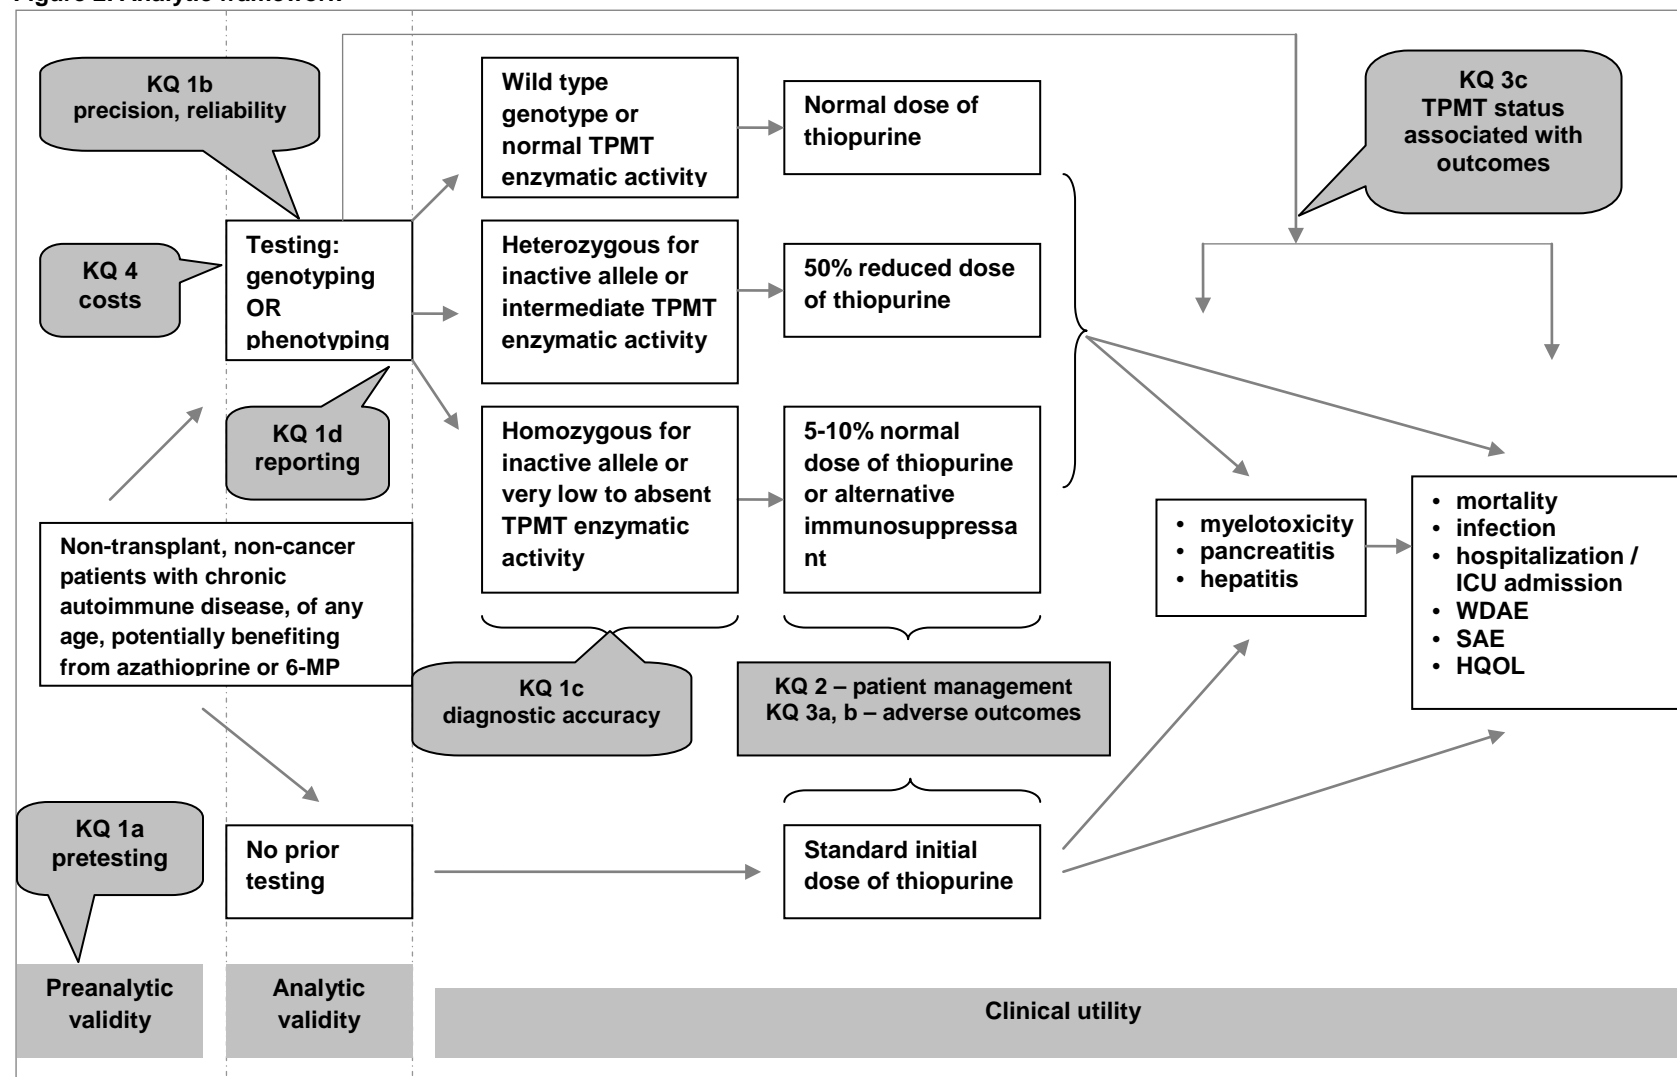 Figure 2. Analytic framework
KQ 1b
precision, reliability
Wild type
genotype or
normal TPMT
enzymatic activity
Normal dose of
thiopurine
KQ 3c
TPMT status
associated with
outcomes
KQ 4
costs
Testing:
genotyping
OR
phenotyping
Heterozygous for
inactive allele or
intermediate TPMT
enzymatic activity
50% reduced dose
of thiopurine
KQ 1d
reporting
Homozygous for
inactive allele or
very low to absent
TPMT enzymatic
activity
5-10% normal
dose of thiopurine
or alternative
immunosuppressa
nt
Non-transplant, non-cancer
patients with chronic
autoimmune disease, of any
age, potentially benefiting
from azathioprine or 6-MP
• myelotoxicity
• pancreatitis
• hepatitis
• mortality
• infection
• hospitalization /
ICU admission
• WDAE
• SAE
• HQOL
KQ 1c
diagnostic accuracy
KQ 2 – patient management
KQ 3a, b – adverse outcomes
KQ 1a
pretesting
No prior
testing
Standard initial
dose of thiopurine
Preanalytic
validity
Analytic
validity
Clinical utility